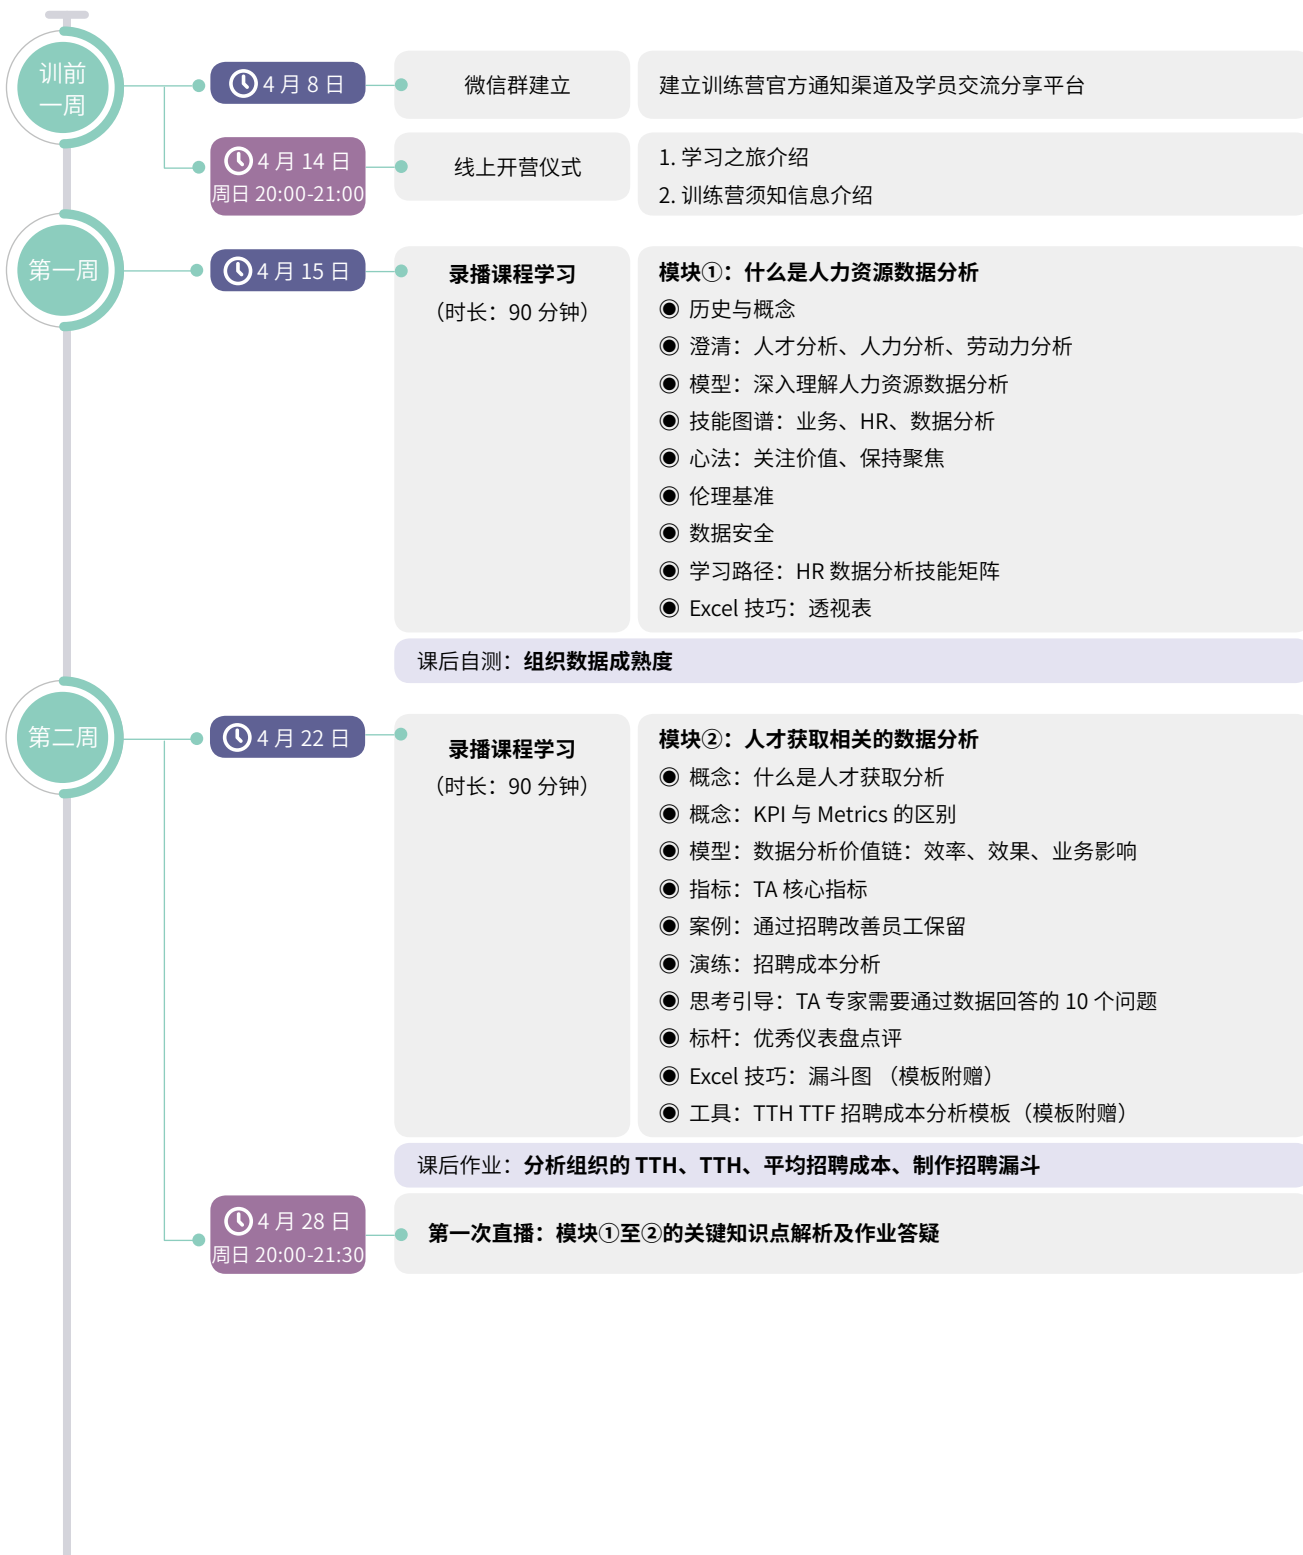 训前
一周
4 月 8 日
微信群建立
建立训练营官方通知渠道及学员交流分享平台
4 月 14 日
周日 20:00-21:00
线上开营仪式
1. 学习之旅介绍
2. 训练营须知信息介绍
第一周
4 月 15 日
录播课程学习
（时长：90 分钟）
模块①：什么是人力资源数据分析
◉ 历史与概念
◉ 澄清：人才分析、人力分析、劳动力分析
◉ 模型：深入理解人力资源数据分析
◉ 技能图谱：业务、HR、数据分析
◉ 心法：关注价值、保持聚焦
◉ 伦理基准
◉ 数据安全
◉ 学习路径：HR 数据分析技能矩阵
◉ Excel 技巧：透视表
课后自测：组织数据成熟度
第二周
4 月 22 日
录播课程学习
（时长：90 分钟）
模块②：人才获取相关的数据分析
◉ 概念：什么是人才获取分析
◉ 概念：KPI 与 Metrics 的区别
◉ 模型：数据分析价值链：效率、效果、业务影响
◉ 指标：TA 核心指标
◉ 案例：通过招聘改善员工保留
◉ 演练：招聘成本分析
◉ 思考引导：TA 专家需要通过数据回答的 10 个问题
◉ 标杆：优秀仪表盘点评
◉ Excel 技巧：漏斗图 （模板附赠）
◉ 工具：TTH TTF 招聘成本分析模板（模板附赠）
课后作业：分析组织的 TTH、TTH、平均招聘成本、制作招聘漏斗
4 月 28 日
周日 20:00-21:30
第一次直播：模块①至②的关键知识点解析及作业答疑